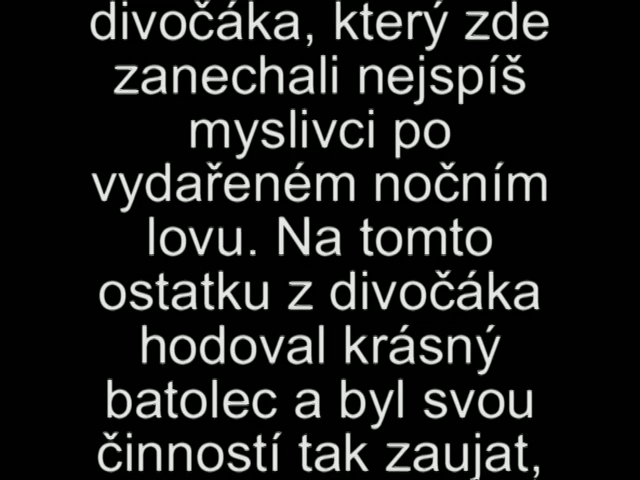 divočáka, který zde
zanechali nejspíš
myslivci po
vydařeném nočním
lovu. Na tomto
ostatku z divočáka
hodoval krásný
batolec a byl svou
činností tak zaujat,